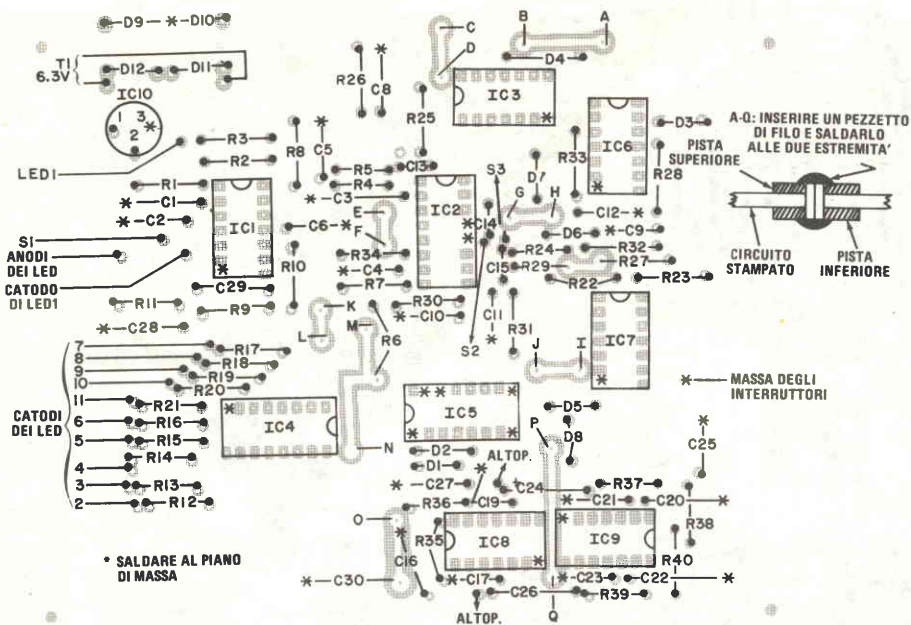 D9 *-D10
T1
6.3V
D12 D11
IC10
1 3 *
2
LED1
R3
R2
R1
*-C1
*-C2
S1
ANODI
DEI LED
CATODO
DI LED1
IC1
*
C29
R11
*-C28
R9
R8
*
C5
R26
*
C8
R25
C13
R5
R4
*-C3
C6-*
E
F
R34
*-C4
R7
R10
K
L
M
R6
R30
*-C10
IC2
C
D
B A
D4
IC3
*
S3
D7
G H
R33
IC6
*
D3
R28
C12-*
*-C9
R32
R27
R23
D6
R24
R29
R22
C14
*
*
C15
C11
*
R31
S2
J I
IC7
*
A-Q: INSERIRE UN PEZZETTO
DI FILO E SALDARLO
ALLE DUE ESTREMITA'
PISTA
SUPERIORE
CIRCUITO
STAMPATO
PISTA
INFERIORE
*- MASSA DEGLI
INTERRUTTORI
CATODI
DEI LED
7 R17
8 R18
9 R19
10 R20
11 R21
6 R16
5 R15
4 R14
3 R13
2 R12
IC4
*
N
IC5
* *
* *
D2
D1
*-C27
ALTOP.
*
R36 C19
* C24
D5
D8
P
R37
*-C21 C20-*
*
C25
R38
R40
O
*
C16
R35
*-C30
IC8
*
IC9
*
*-C17
C26
*-C23 C22-*
R39
ALTOP.
Q
* SALDARE AL PIANO
DI MASSA